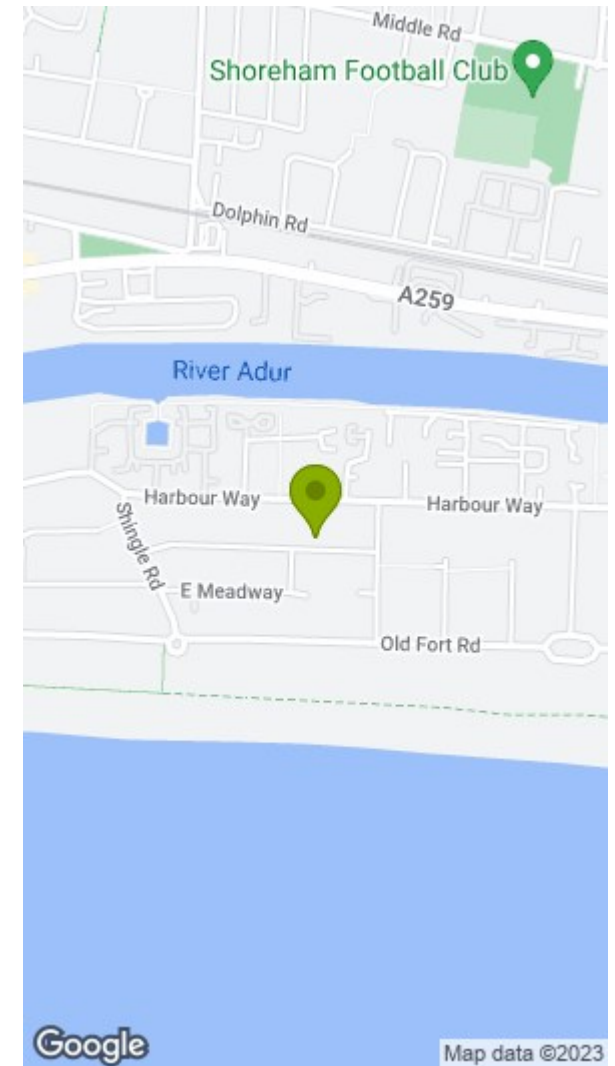 Middle Rd
Shoreham Football Club
Dolphin Rd
A259
River Adur
Harbour Way
Harbour Way
Shingle Rd
E Meadway
Old Fort Rd
Google
Map data ©2023